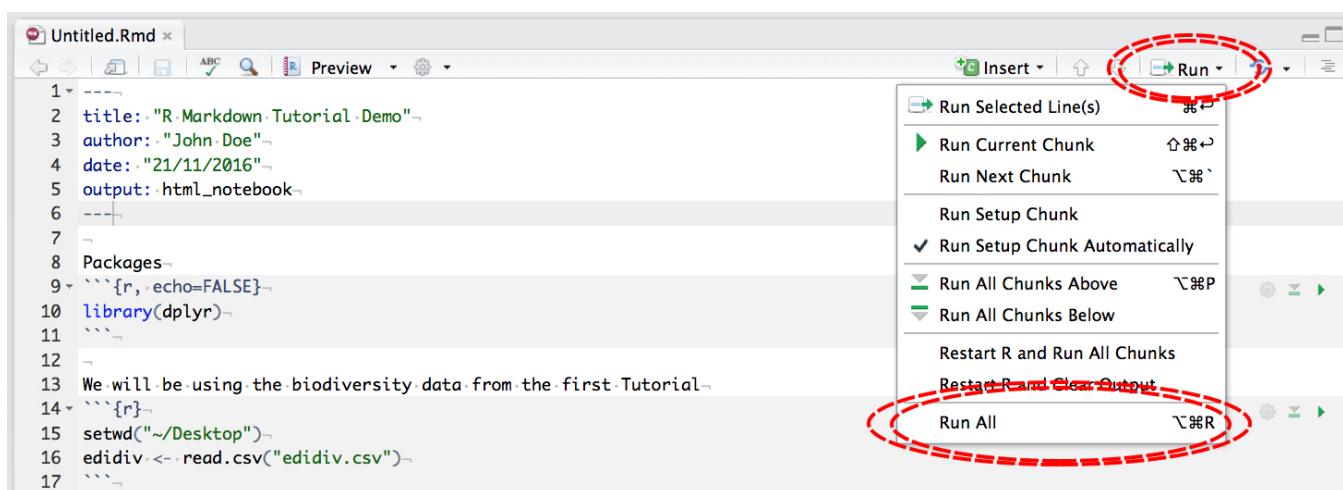 Untitled.Rmd ×
ABC Preview Insert Run
1 ---
2 title: "R Markdown Tutorial Demo"
3 author: "John Doe"
4 date: "21/11/2016"
5 output: html_notebook
6 ---
7
8 Packages
9 ```{r, echo=FALSE}
10 library(dplyr)
11 ```
12
13 We will be using the biodiversity data from the first Tutorial
14 ```{r}
15 setwd("~/Desktop")
16 edidiv <- read.csv("edidiv.csv")
17 ```
Run Selected Line(s) ⌘↩
Run Current Chunk ⇧⌘↩
Run Next Chunk ⌥⌘`
Run Setup Chunk
✓ Run Setup Chunk Automatically
Run All Chunks Above ⌥⌘P
Run All Chunks Below
Restart R and Run All Chunks
Restart R and Clear Output
Run All ⌥⌘R